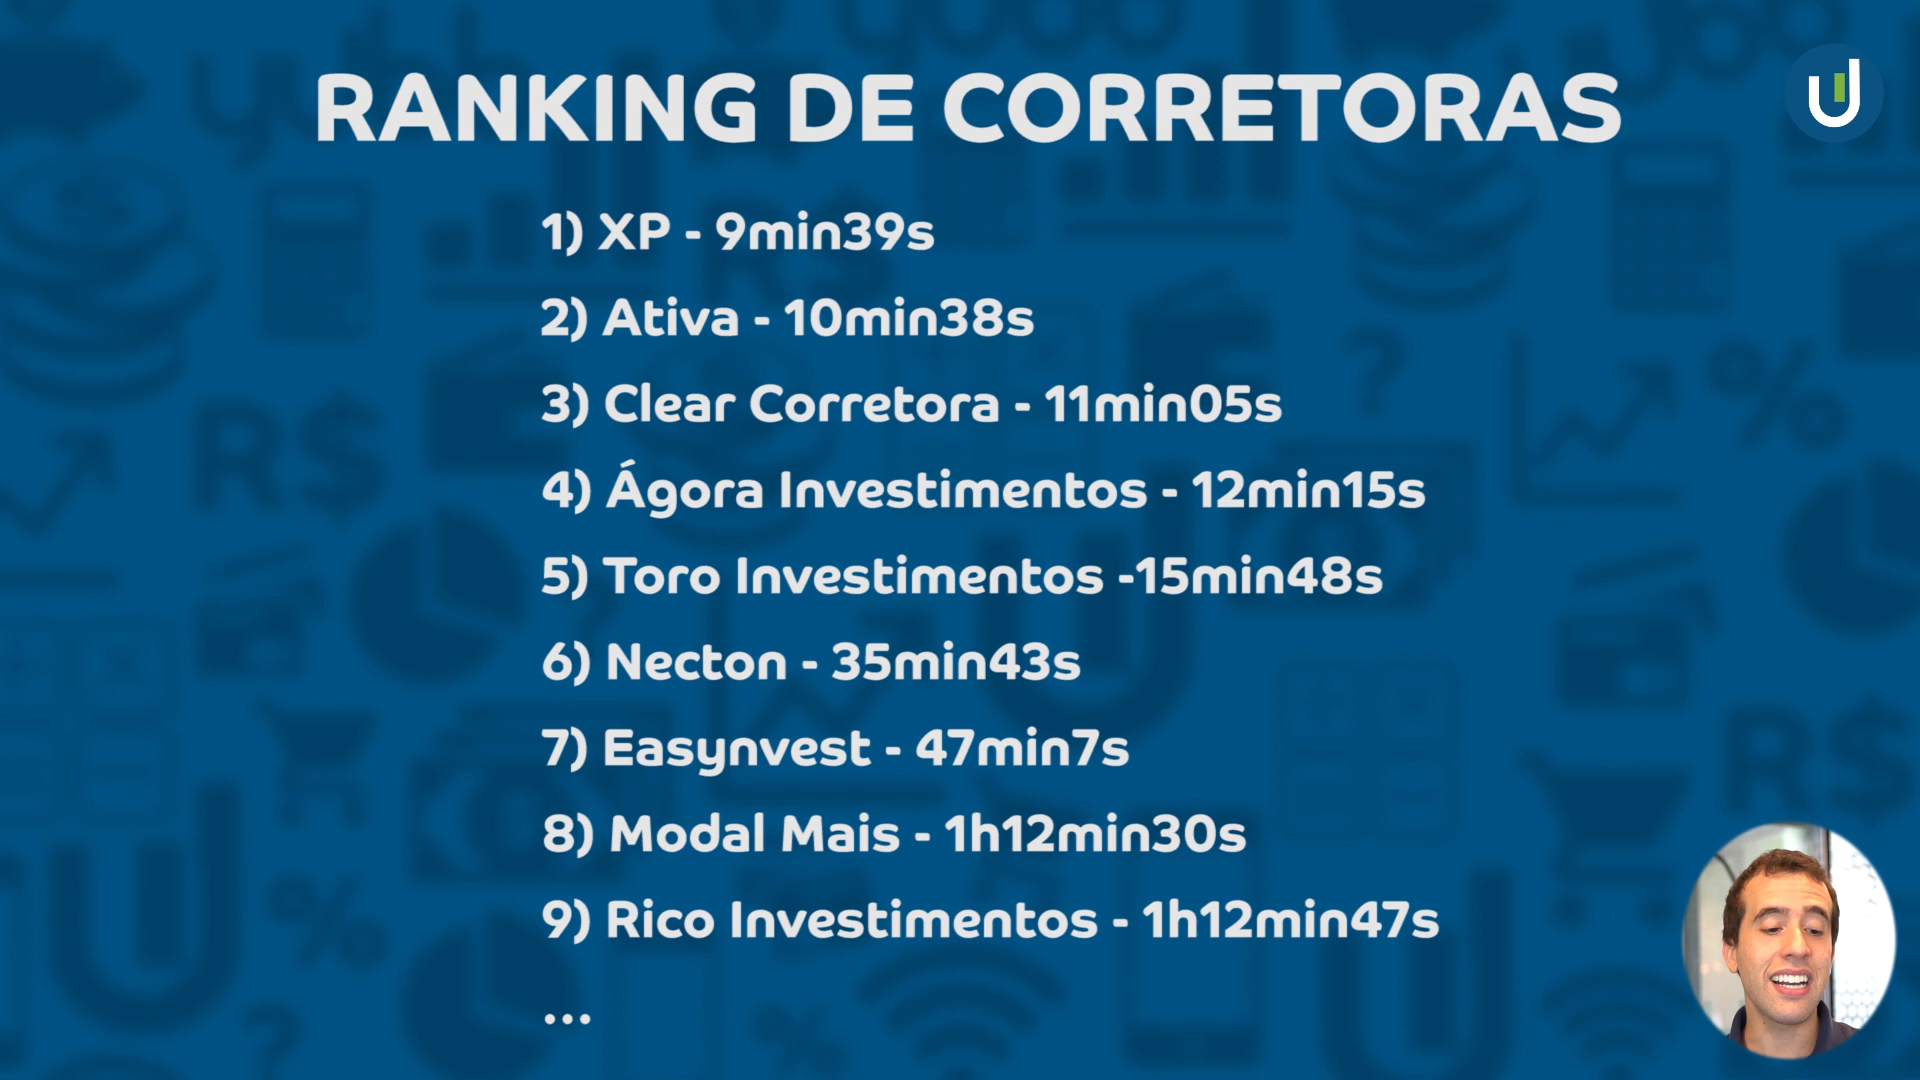 RANKING DE CORRETORAS
1) XP - 9min39s
2) Ativa - 10min38s
3) Clear Corretora - 11min05s
4) Ágora Investimentos - 12min15s
5) Toro Investimentos -15min48s
6) Necton - 35min43s
7) Easynvest - 47min7s
8) Modal Mais - 1h12min30s
9) Rico Investimentos - 1h12min47s
...